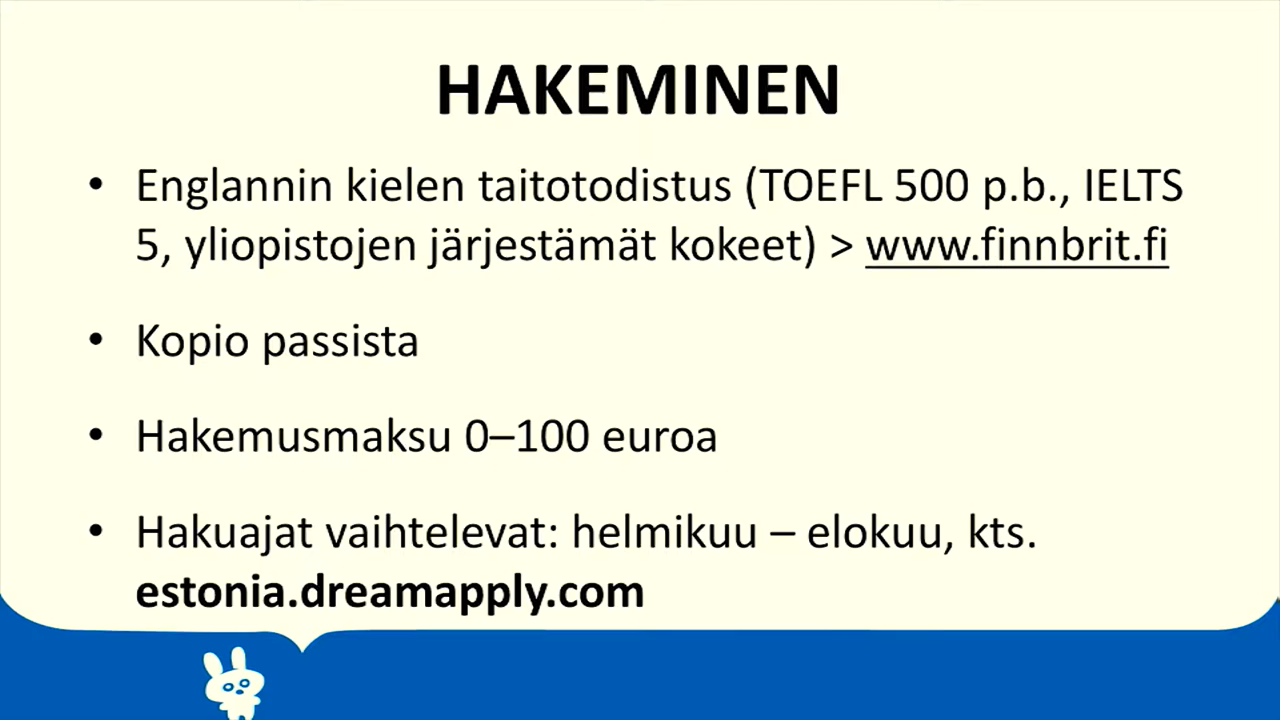 HAKEMINEN
• Englannin kielen taitotodistus (TOEFL 500 p.b., IELTS
5, yliopistojen järjestämät kokeet) > www.finnbrit.fi
• Kopio passista
• Hakemusmaksu 0–100 euroa
• Hakuajat vaihtelevat: helmikuu – elokuu, kts.
estonia.dreamapply.com